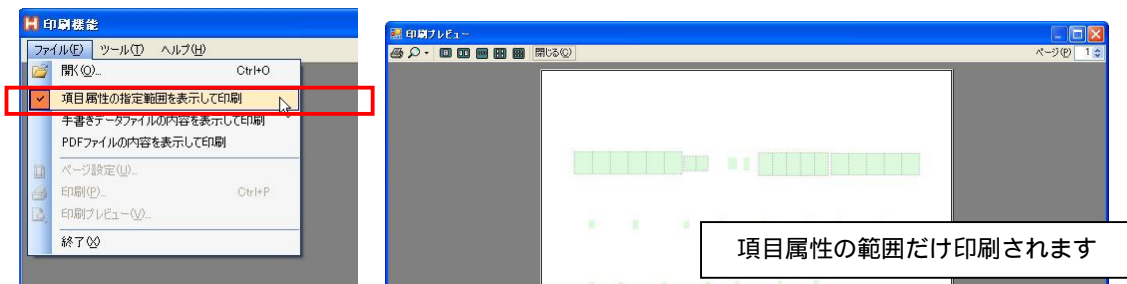 印刷機能
ファイル(F) ツール(T) ヘルプ(H)
開く(O)... Ctrl+O
項目属性の指定範囲を表示して印刷
手書きデータファイルの内容を表示して印刷
PDFファイルの内容を表示して印刷
ページ設定(U)...
印刷(P)... Ctrl+P
印刷プレビュー(V)...
終了(X)
印刷プレビュー
閉じる(C) ページ(P) 1
項目属性の範囲だけ印刷されます